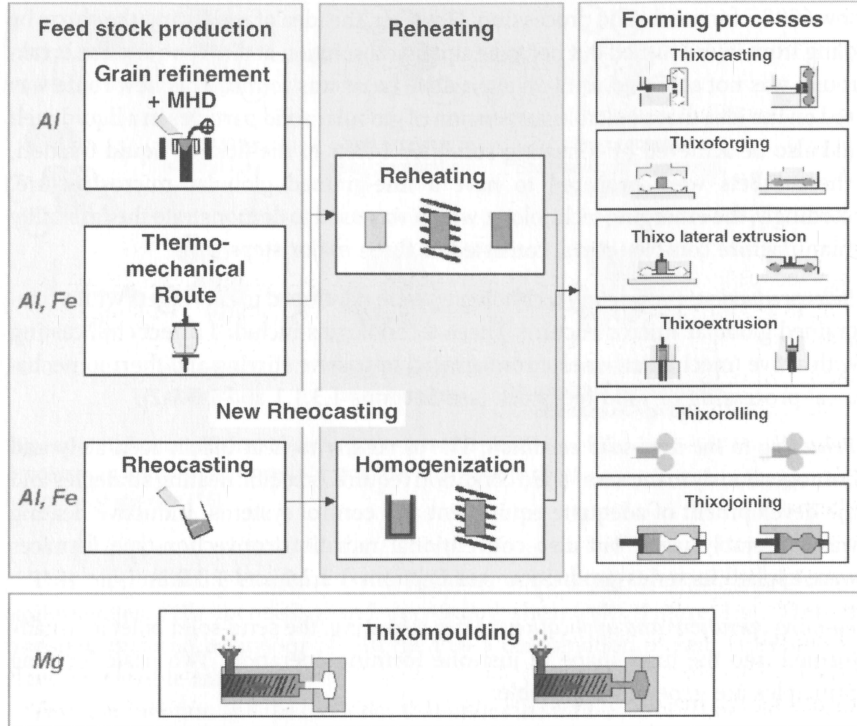 Feed stock production
Grain refinement
+ MHD
Al
Thermo-
mechanical
Route
Al, Fe
New Rheocasting
Rheocasting
Al, Fe
Reheating
Reheating
Homogenization
Forming processes
Thixocasting
Thixoforging
Thixo lateral extrusion
Thixoextrusion
Thixorolling
Thixojoining
Thixomoulding
Mg